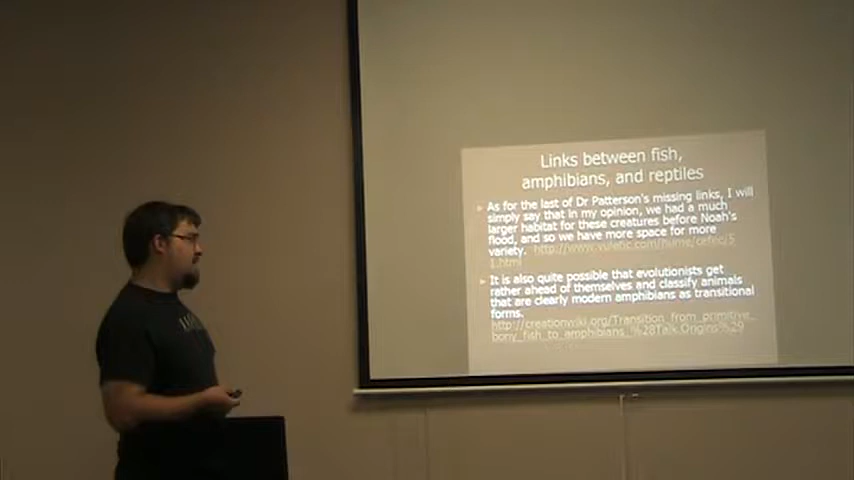 Links between fish,
amphibians, and reptiles
As for the last of Dr Patterson's missing links, I will
simply say that in my opinion, we had a much
larger habitat for these creatures before Noah's
flood, and so we have more space for more
variety. http://www.vuletic.com/hume/cefec/5
1.html
It is also quite possible that evolutionists get
rather ahead of themselves and classify animals
that are clearly modern amphibians as transitional
forms.
http://creationwiki.org/Transition_from_primitive_
bony_fish_to_amphibians_%28Talk.Origins%29